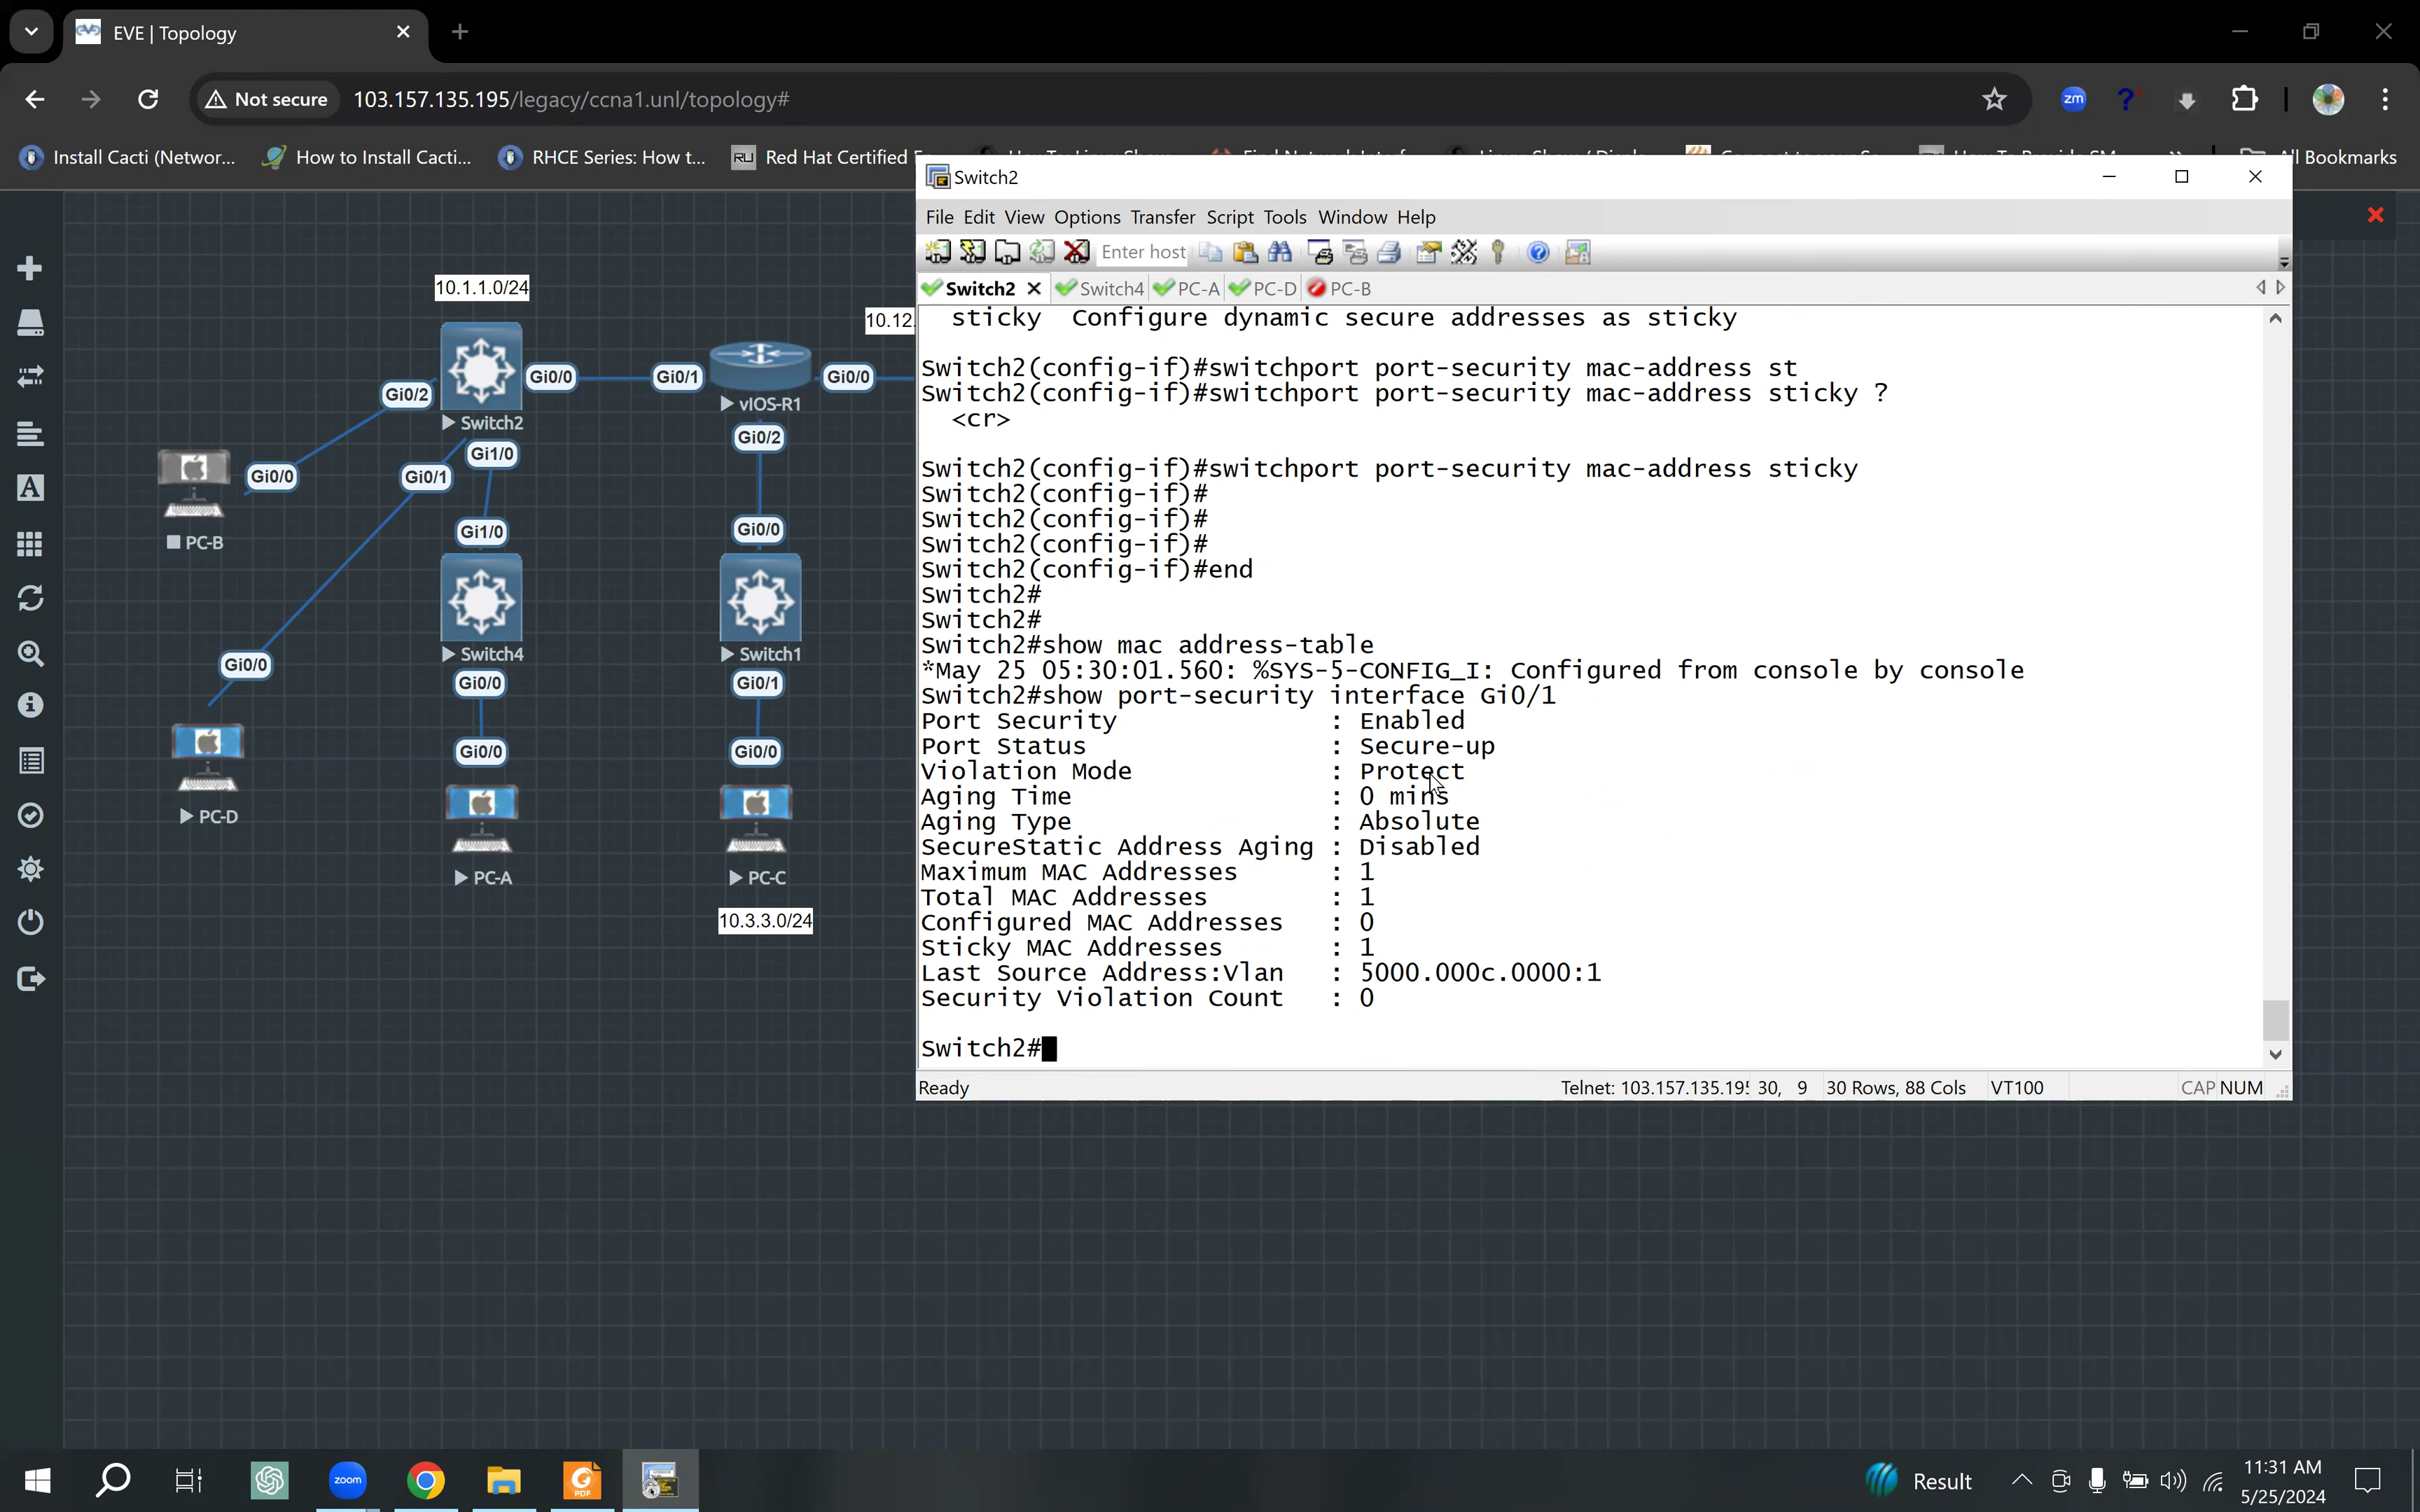 EVE | Topology
Not secure
103.157.135.195/legacy/ccna1.unl/topology#
zm
Install Cacti (Networ...
How to Install Cacti...
RHCE Series: How t...
RU
Red Hat Certified E
All Bookmarks
10.1.1.0/24
10.12.
Gi0/0
Gi0/1
Gi0/0
Gi0/2
vIOS-R1
Switch2
Gi0/2
Gi1/0
Gi0/0
Gi0/1
PC-B
Gi1/0
Gi0/0
Switch4
Switch1
Gi0/0
Gi0/0
Gi0/1
Gi0/0
Gi0/0
PC-D
PC-A
PC-C
10.3.3.0/24
Switch2
File Edit View Options Transfer Script Tools Window Help
Enter host
Switch2
Switch4
PC-A
PC-D
PC-B
sticky  Configure dynamic secure addresses as sticky
Switch2(config-if)#switchport port-security mac-address st
Switch2(config-if)#switchport port-security mac-address sticky ?
<cr>
Switch2(config-if)#switchport port-security mac-address sticky
Switch2(config-if)#
Switch2(config-if)#
Switch2(config-if)#
Switch2(config-if)#end
Switch2#
Switch2#
Switch2#show mac address-table
*May 25 05:30:01.560: %SYS-5-CONFIG_I: Configured from console by console
Switch2#show port-security interface Gi0/1
Port Security              : Enabled
Port Status                : Secure-up
Violation Mode             : Protect
Aging Time                 : 0 mins
Aging Type                 : Absolute
SecureStatic Address Aging : Disabled
Maximum MAC Addresses      : 1
Total MAC Addresses        : 1
Configured MAC Addresses   : 0
Sticky MAC Addresses       : 1
Last Source Address:Vlan   : 5000.000c.0000:1
Security Violation Count   : 0
Switch2#
Ready
Telnet: 103.157.135.195
30, 9
30 Rows, 88 Cols
VT100
CAP NUM
zoom
PDF
Result
11:31 AM
5/25/2024